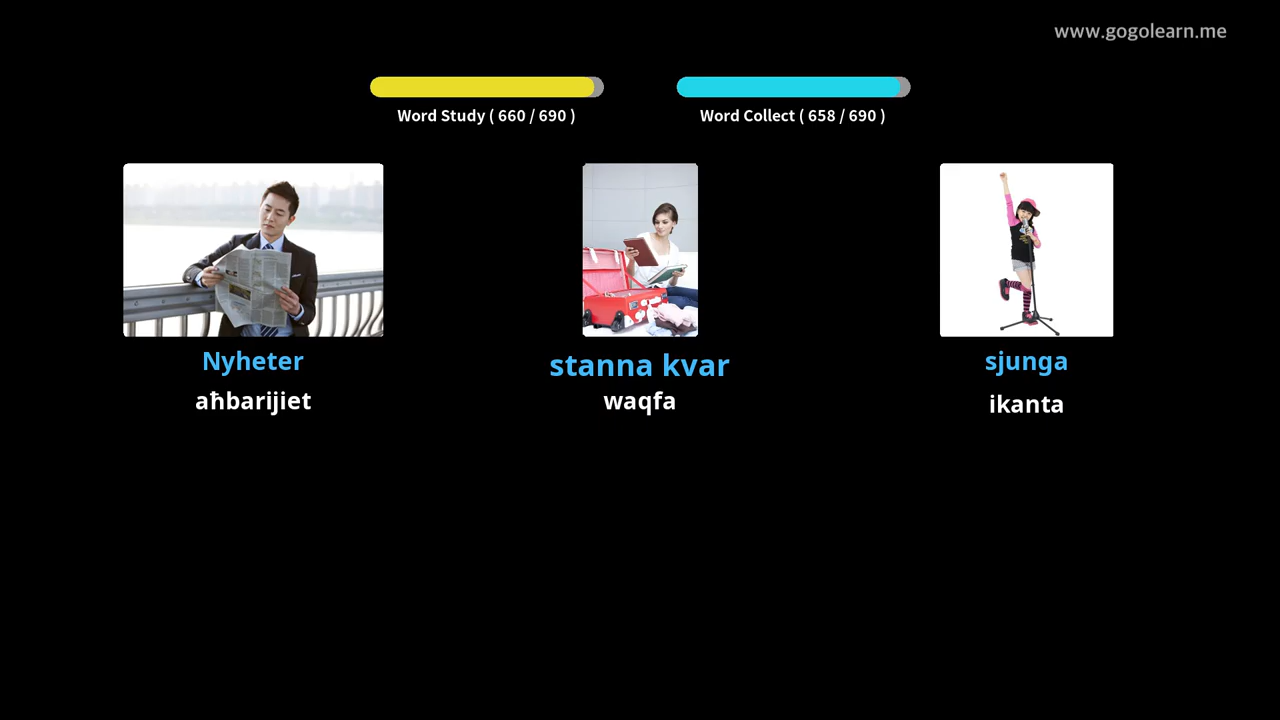 www.gogolearn.me
Word Study ( 660 / 690 )
Word Collect ( 658 / 690 )
Nyheter
aħbarijiet
stanna kvar
waqfa
sjunga
ikanta